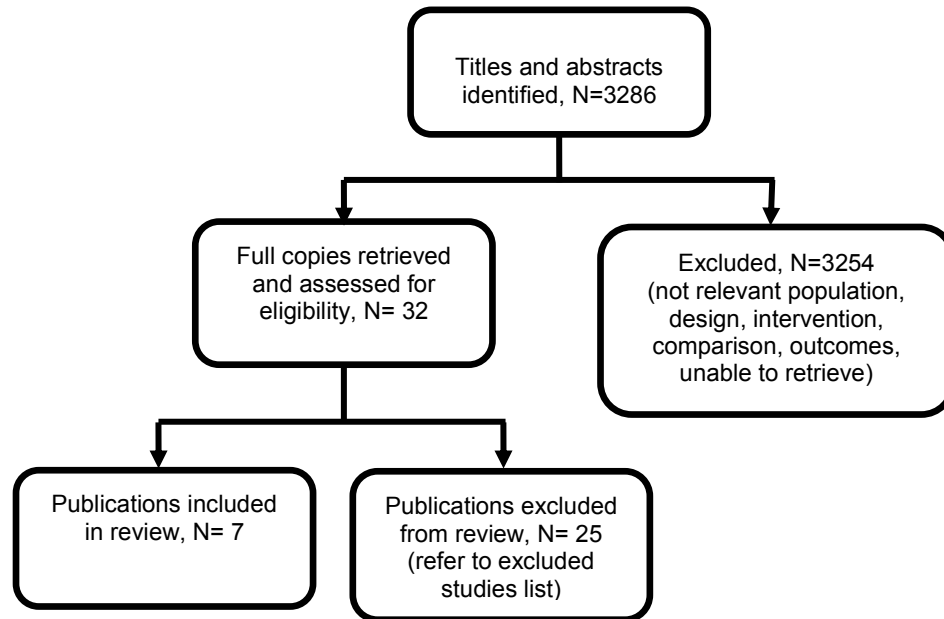 Titles and abstracts
identified, N=3286
Full copies retrieved
and assessed for
eligibility, N= 32
Excluded, N=3254
(not relevant population,
design, intervention,
comparison, outcomes,
unable to retrieve)
Publications included
in review, N= 7
Publications excluded
from review, N= 25
(refer to excluded
studies list)